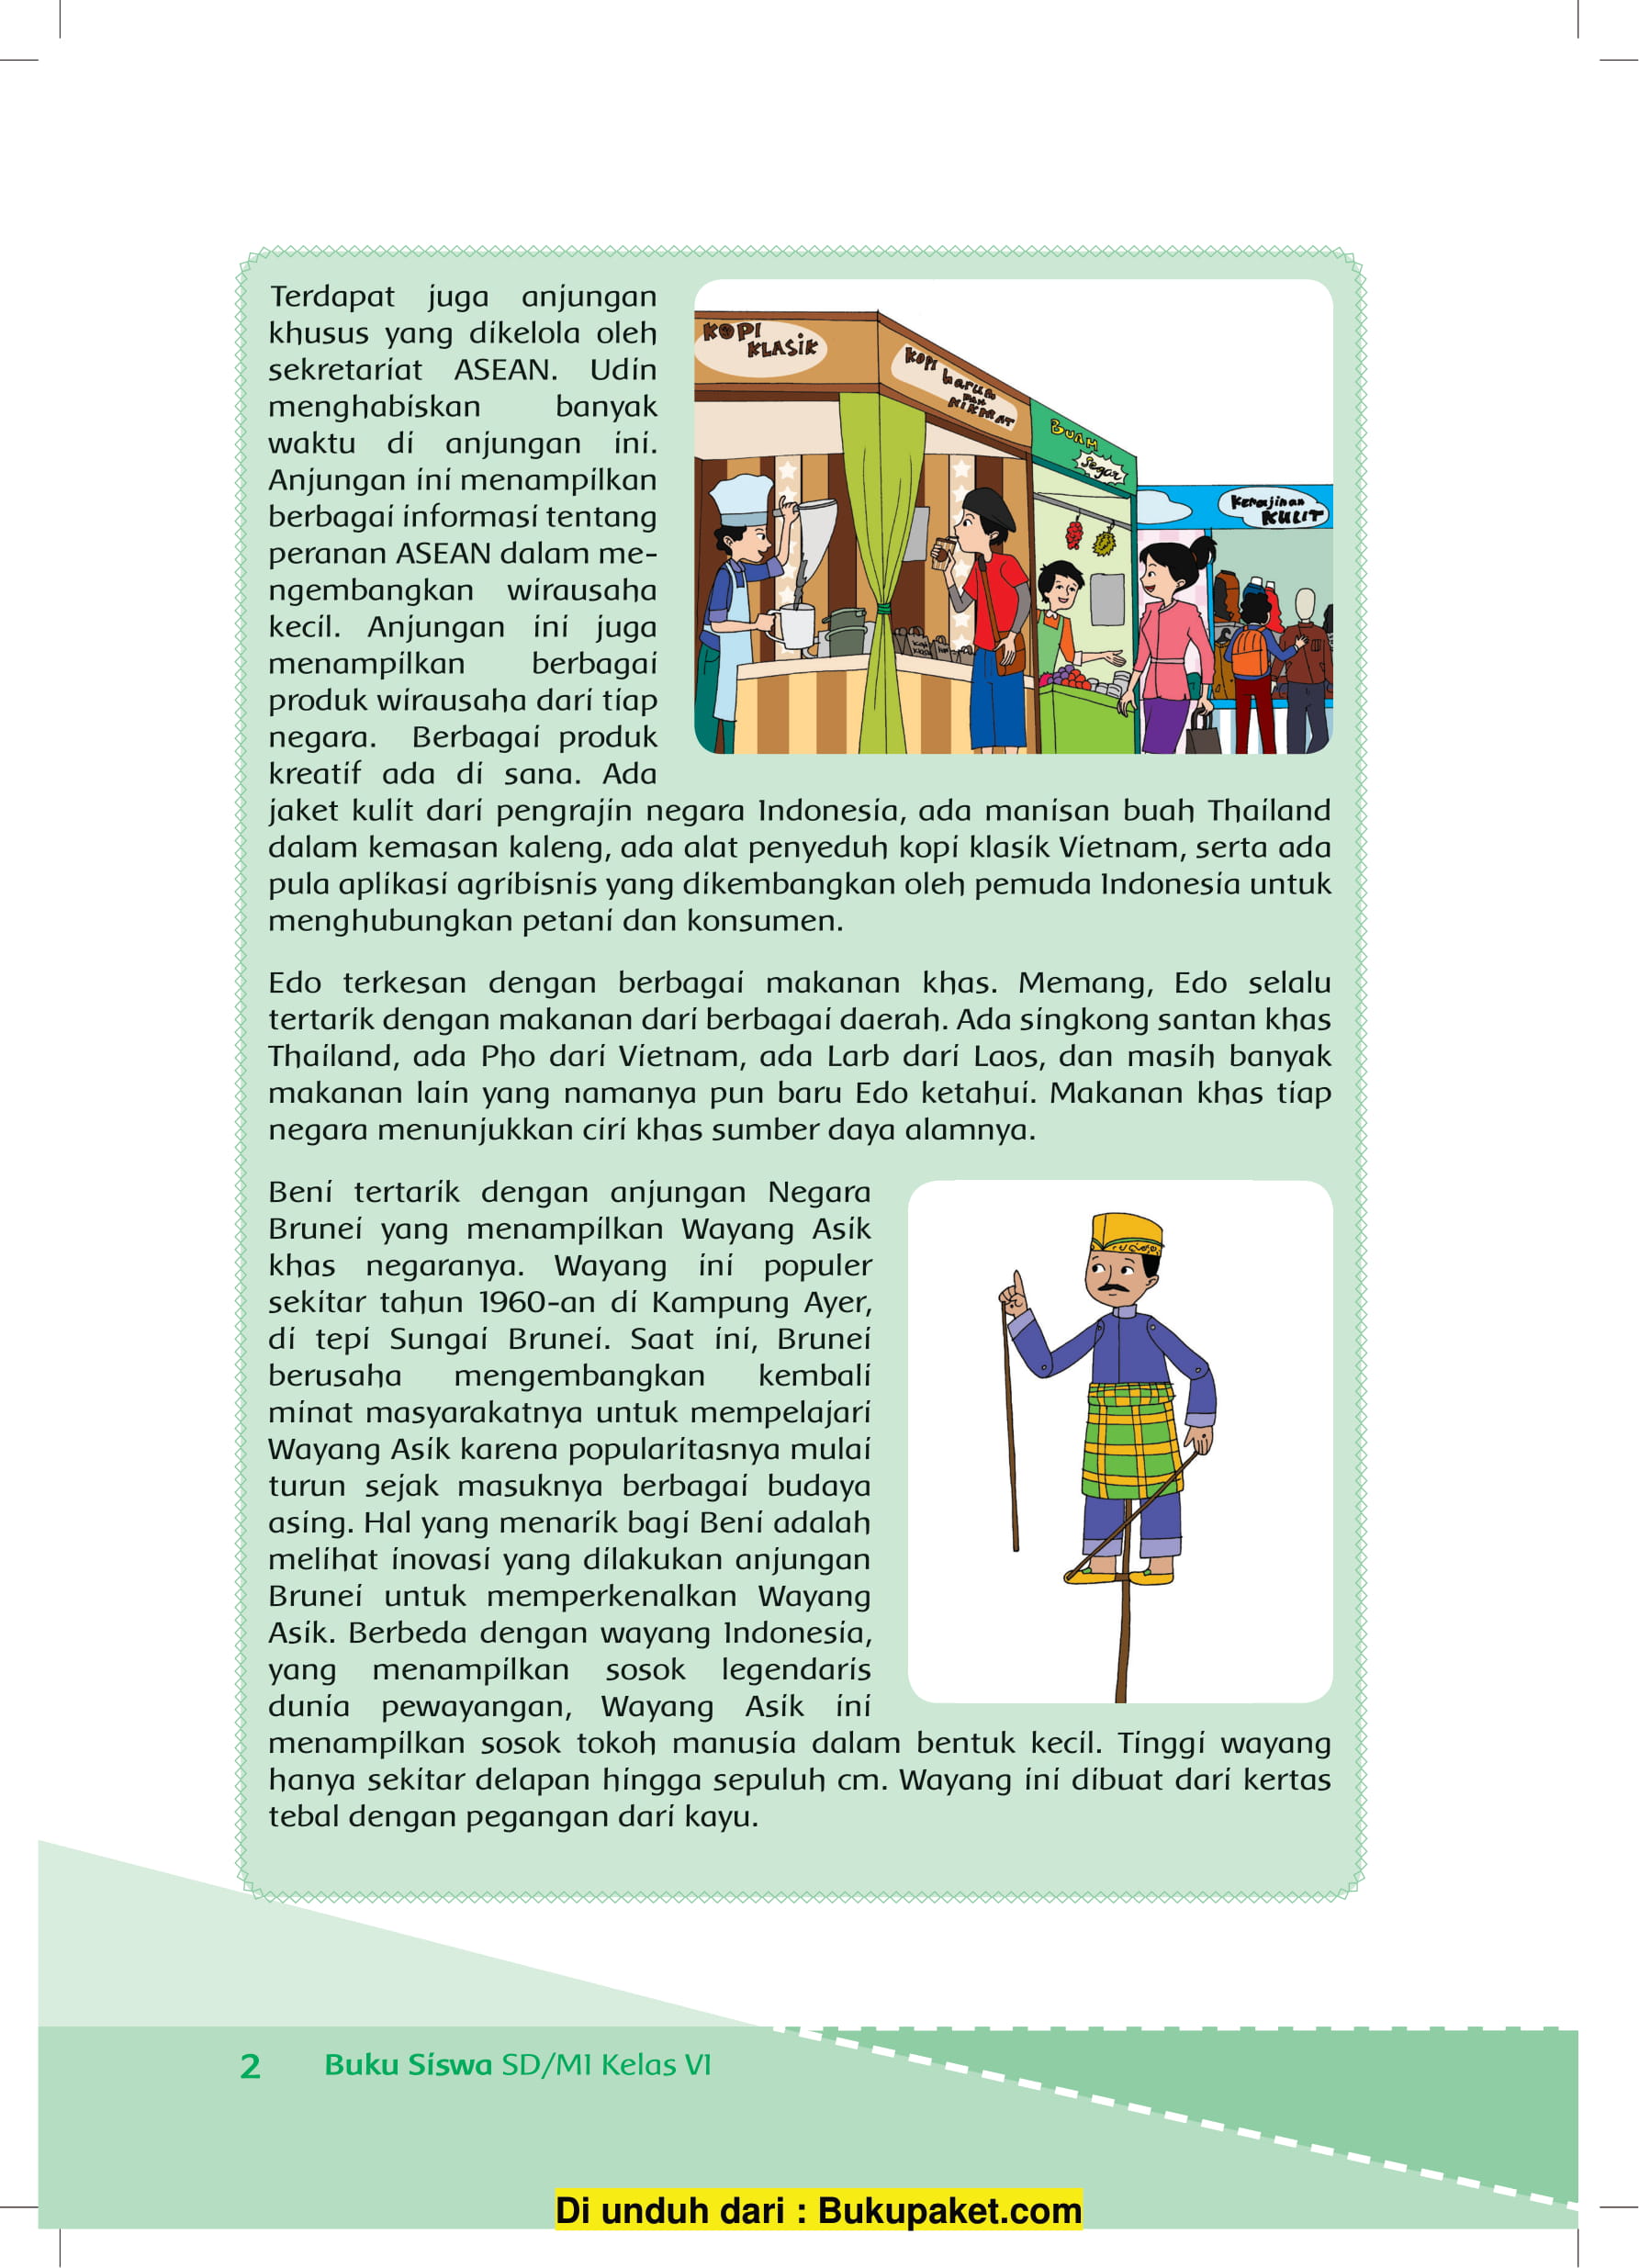 Terdapat juga anjungan
khusus yang dikelola oleh
sekretariat ASEAN. Udin
menghabiskan banyak
waktu di anjungan ini.
Anjungan ini menampilkan
berbagai informasi tentang
peranan ASEAN dalam me-
ngembangkan wirausaha
kecil. Anjungan ini juga
menampilkan berbagai
produk wirausaha dari tiap
negara. Berbagai produk
kreatif ada di sana. Ada
KOPI
KLASIK
KOPI
harum
DAN
NIKMAT
BUAH
Segar
Kerajinan
KULIT
jaket kulit dari pengrajin negara Indonesia, ada manisan buah Thailand
dalam kemasan kaleng, ada alat penyeduh kopi klasik Vietnam, serta ada
pula aplikasi agribisnis yang dikembangkan oleh pemuda Indonesia untuk
menghubungkan petani dan konsumen.
Edo terkesan dengan berbagai makanan khas. Memang, Edo selalu
tertarik dengan makanan dari berbagai daerah. Ada singkong santan khas
Thailand, ada Pho dari Vietnam, ada Larb dari Laos, dan masih banyak
makanan lain yang namanya pun baru Edo ketahui. Makanan khas tiap
negara menunjukkan ciri khas sumber daya alamnya.
Beni tertarik dengan anjungan Negara
Brunei yang menampilkan Wayang Asik
khas negaranya. Wayang ini populer
sekitar tahun 1960-an di Kampung Ayer,
di tepi Sungai Brunei. Saat ini, Brunei
berusaha mengembangkan kembali
minat masyarakatnya untuk mempelajari
Wayang Asik karena popularitasnya mulai
turun sejak masuknya berbagai budaya
asing. Hal yang menarik bagi Beni adalah
melihat inovasi yang dilakukan anjungan
Brunei untuk memperkenalkan Wayang
Asik. Berbeda dengan wayang Indonesia,
yang menampilkan sosok legendaris
dunia pewayangan, Wayang Asik ini
menampilkan sosok tokoh manusia dalam bentuk kecil. Tinggi wayang
hanya sekitar delapan hingga sepuluh cm. Wayang ini dibuat dari kertas
tebal dengan pegangan dari kayu.
2 Buku Siswa SD/MI Kelas VI
Di unduh dari : Bukupaket.com